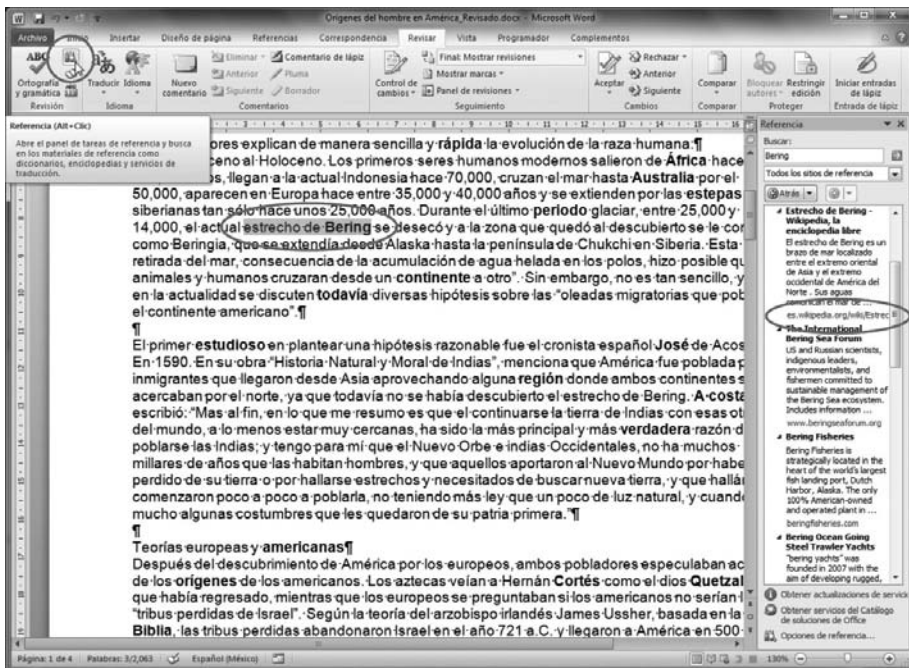 Orígenes del hombre en América_Revisado.docx - Microsoft Word
Archivo Inicio Insertar Diseño de página Referencias Correspondencia Revisar Vista Programador Complementos
ABC
Ortografía y gramática
Traducir Idioma
Nuevo comentario
Eliminar
Anterior
Siguiente
Comentario de lápiz
Pluma
Borrador
Control de cambios
Final: Mostrar revisiones
Mostrar marcas
Panel de revisiones
Aceptar
Rechazar
Anterior
Siguiente
Comparar
Bloquear autores
Restringir edición
Iniciar entradas de lápiz
Revisión Idioma Comentarios Seguimiento Cambios Comparar Proteger Entrada de lápiz
Referencia (Alt+Clic)
Abre el panel de tareas de referencia y busca
en los materiales de referencia como
diccionarios, enciclopedias y servicios de
traducción.
ores explican de manera sencilla y rápida la evolución de la raza humana:¶
ceno al Holoceno. Los primeros seres humanos modernos salieron de África hace
os, llegan a la actual Indonesia hace 70,000, cruzan el mar hasta Australia por el
50,000, aparecen en Europa hace entre 35,000 y 40,000 años y se extienden por las estepas
siberianas tan sólo hace unos 25,000 años. Durante el último periodo glaciar, entre 25,000 y
14,000, el actual estrecho de Bering se desecó y a la zona que quedó al descubierto se le cor
como Beringia, que se extendía desde Alaska hasta la península de Chukchi en Siberia. Esta
retirada del mar, consecuencia de la acumulación de agua helada en los polos, hizo posible qu
animales y humanos cruzaran desde un continente a otro". Sin embargo, no es tan sencillo, y
en la actualidad se discuten todavía diversas hipótesis sobre las "oleadas migratorias que pob
el continente americano".¶
¶
El primer estudioso en plantear una hipótesis razonable fue el cronista español José de Acos
En 1590. En su obra "Historia Natural y Moral de Indias", menciona que América fue poblada p
inmigrantes que llegaron desde Asia aprovechando alguna región donde ambos continentes s
acercaban por el norte, ya que todavía no se había descubierto el estrecho de Bering. A costa
escribió: "Mas al fin, en lo que me resumo es que el continuarse la tierra de Indias con esas ot
del mundo, a lo menos estar muy cercanas, ha sido la más principal y más verdadera razón d
poblarse las Indias; y tengo para mí que el Nuevo Orbe e indias Occidentales, no ha muchos
millares de años que las habitan hombres, y que aquellos aportaron al Nuevo Mundo por habe
perdido de su tierra o por hallarse estrechos y necesitados de buscar nueva tierra, y que hallán
comenzaron poco a poco a poblarla, no teniendo más ley que un poco de luz natural, y cuand
mucho algunas costumbres que les quedaron de su patria primera."¶
¶
Teorías europeas y americanas¶
Después del descubrimiento de América por los europeos, ambos pobladores especulaban ac
de los orígenes de los americanos. Los aztecas veían a Hernán Cortés como el dios Quetzal
que había regresado, mientras que los europeos se preguntaban si los americanos no serían l
"tribus perdidas de Israel". Según la teoría del arzobispo irlandés James Ussher, basada en la
Biblia, las tribus perdidas abandonaron Israel en el año 721 a.C. y llegaron a América en 500
Referencia
Buscar:
Bering
Todos los sitios de referencia
Atrás
Estrecho de Bering -
Wikipedia, la
enciclopedia libre
El estrecho de Bering es un
brazo de mar localizado
entre el extremo oriental
de Asia y el extremo
occidental de América del
Norte . Sus aguas
comunican el mar de ...
es.wikipedia.org/wiki/Estrec
The International
Bering Sea Forum
US and Russian scientists,
indigenous leaders,
environmentalists, and
fishermen committed to
sustainable management of
the Bering Sea ecosystem.
Includes information ...
www.beringseaforum.org
Bering Fisheries
Bering Fisheries is
strategically located in the
heart of the world's largest
fish landing port, Dutch
Harbor, Alaska. The only
100% American-owned
and operated plant in ...
beringfisheries.com
Bering Ocean Going
Steel Trawler Yachts
"bering yachts" was
founded in 2007 with the
aim of developing rugged,
Obtener actualizaciones de servicio
Obtener servicios del Catálogo
de soluciones de Office
Opciones de referencia...
Página: 1 de 4 Palabras: 3/2,063 Español (México) 130%